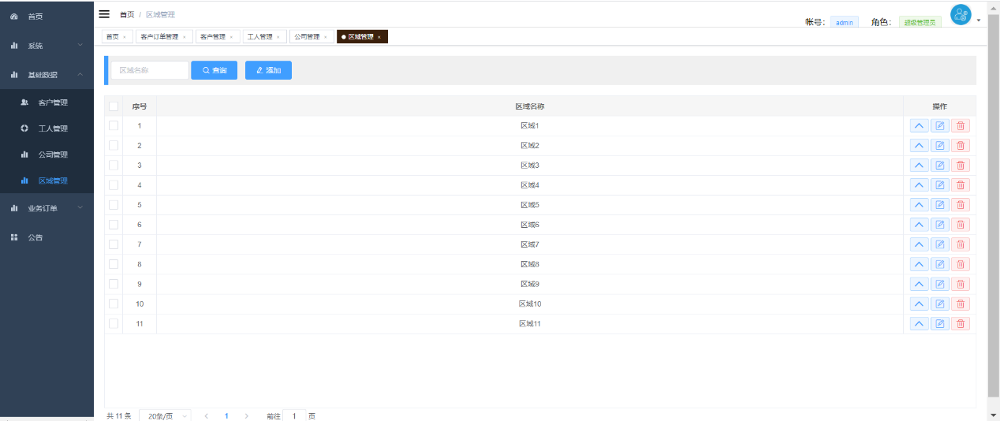 首页
系统
基础数据
客户管理
工人管理
公司管理
区域管理
业务订单
公告
首页 / 区域管理
帐号： admin 角色： 超级管理员
首页 × 客户订单管理 × 客户管理 × 工人管理 × 公司管理 × 区域管理 ×
区域名称 查询 添加
序号 区域名称 操作
1 区域1
2 区域2
3 区域3
4 区域4
5 区域5
6 区域6
7 区域7
8 区域8
9 区域9
10 区域10
11 区域11
共 11 条 20条/页 1 前往 1 页